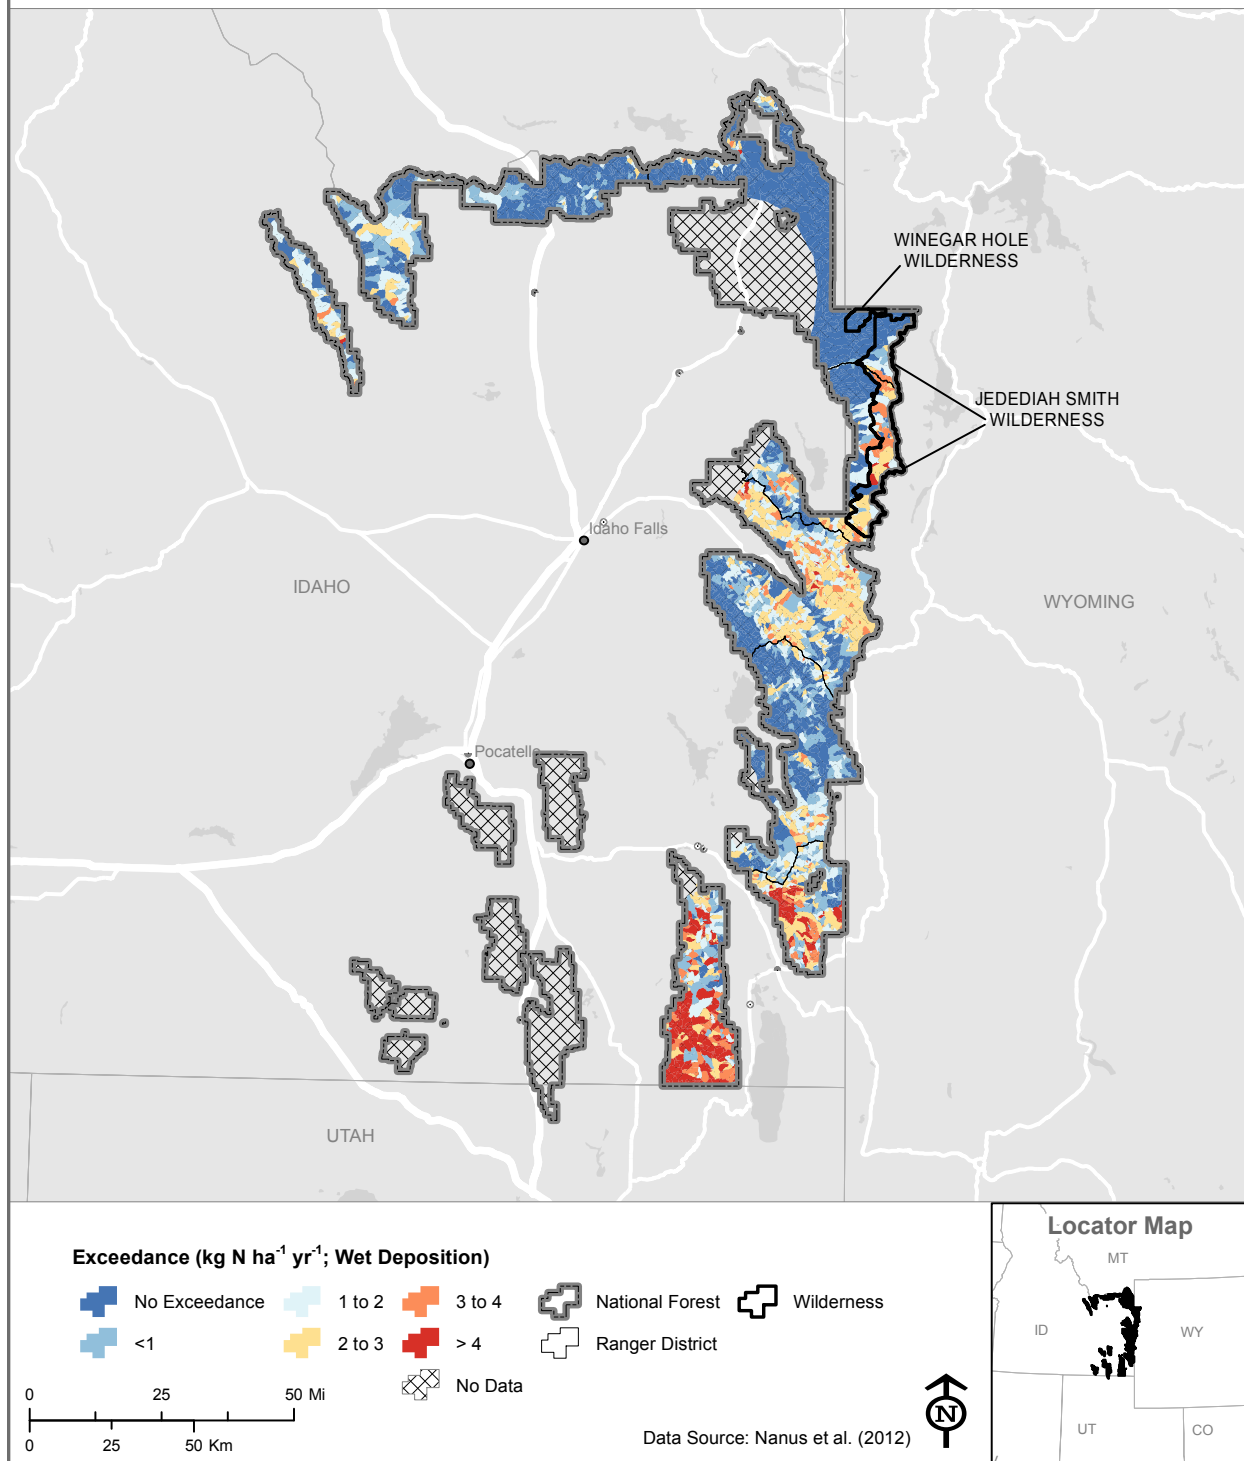 WINEGAR HOLE
WILDERNESS
JEDEDIAH SMITH
WILDERNESS
Idaho Falls
IDAHO
WYOMING
Pocatello
UTAH
Exceedance (kg N ha⁻¹ yr⁻¹; Wet Deposition)
No Exceedance
1 to 2
3 to 4
National Forest
Wilderness
<1
2 to 3
> 4
Ranger District
No Data
0 25 50 Mi
0 25 50 Km
Data Source: Nanus et al. (2012)
N
Locator Map
MT
ID
WY
UT
CO